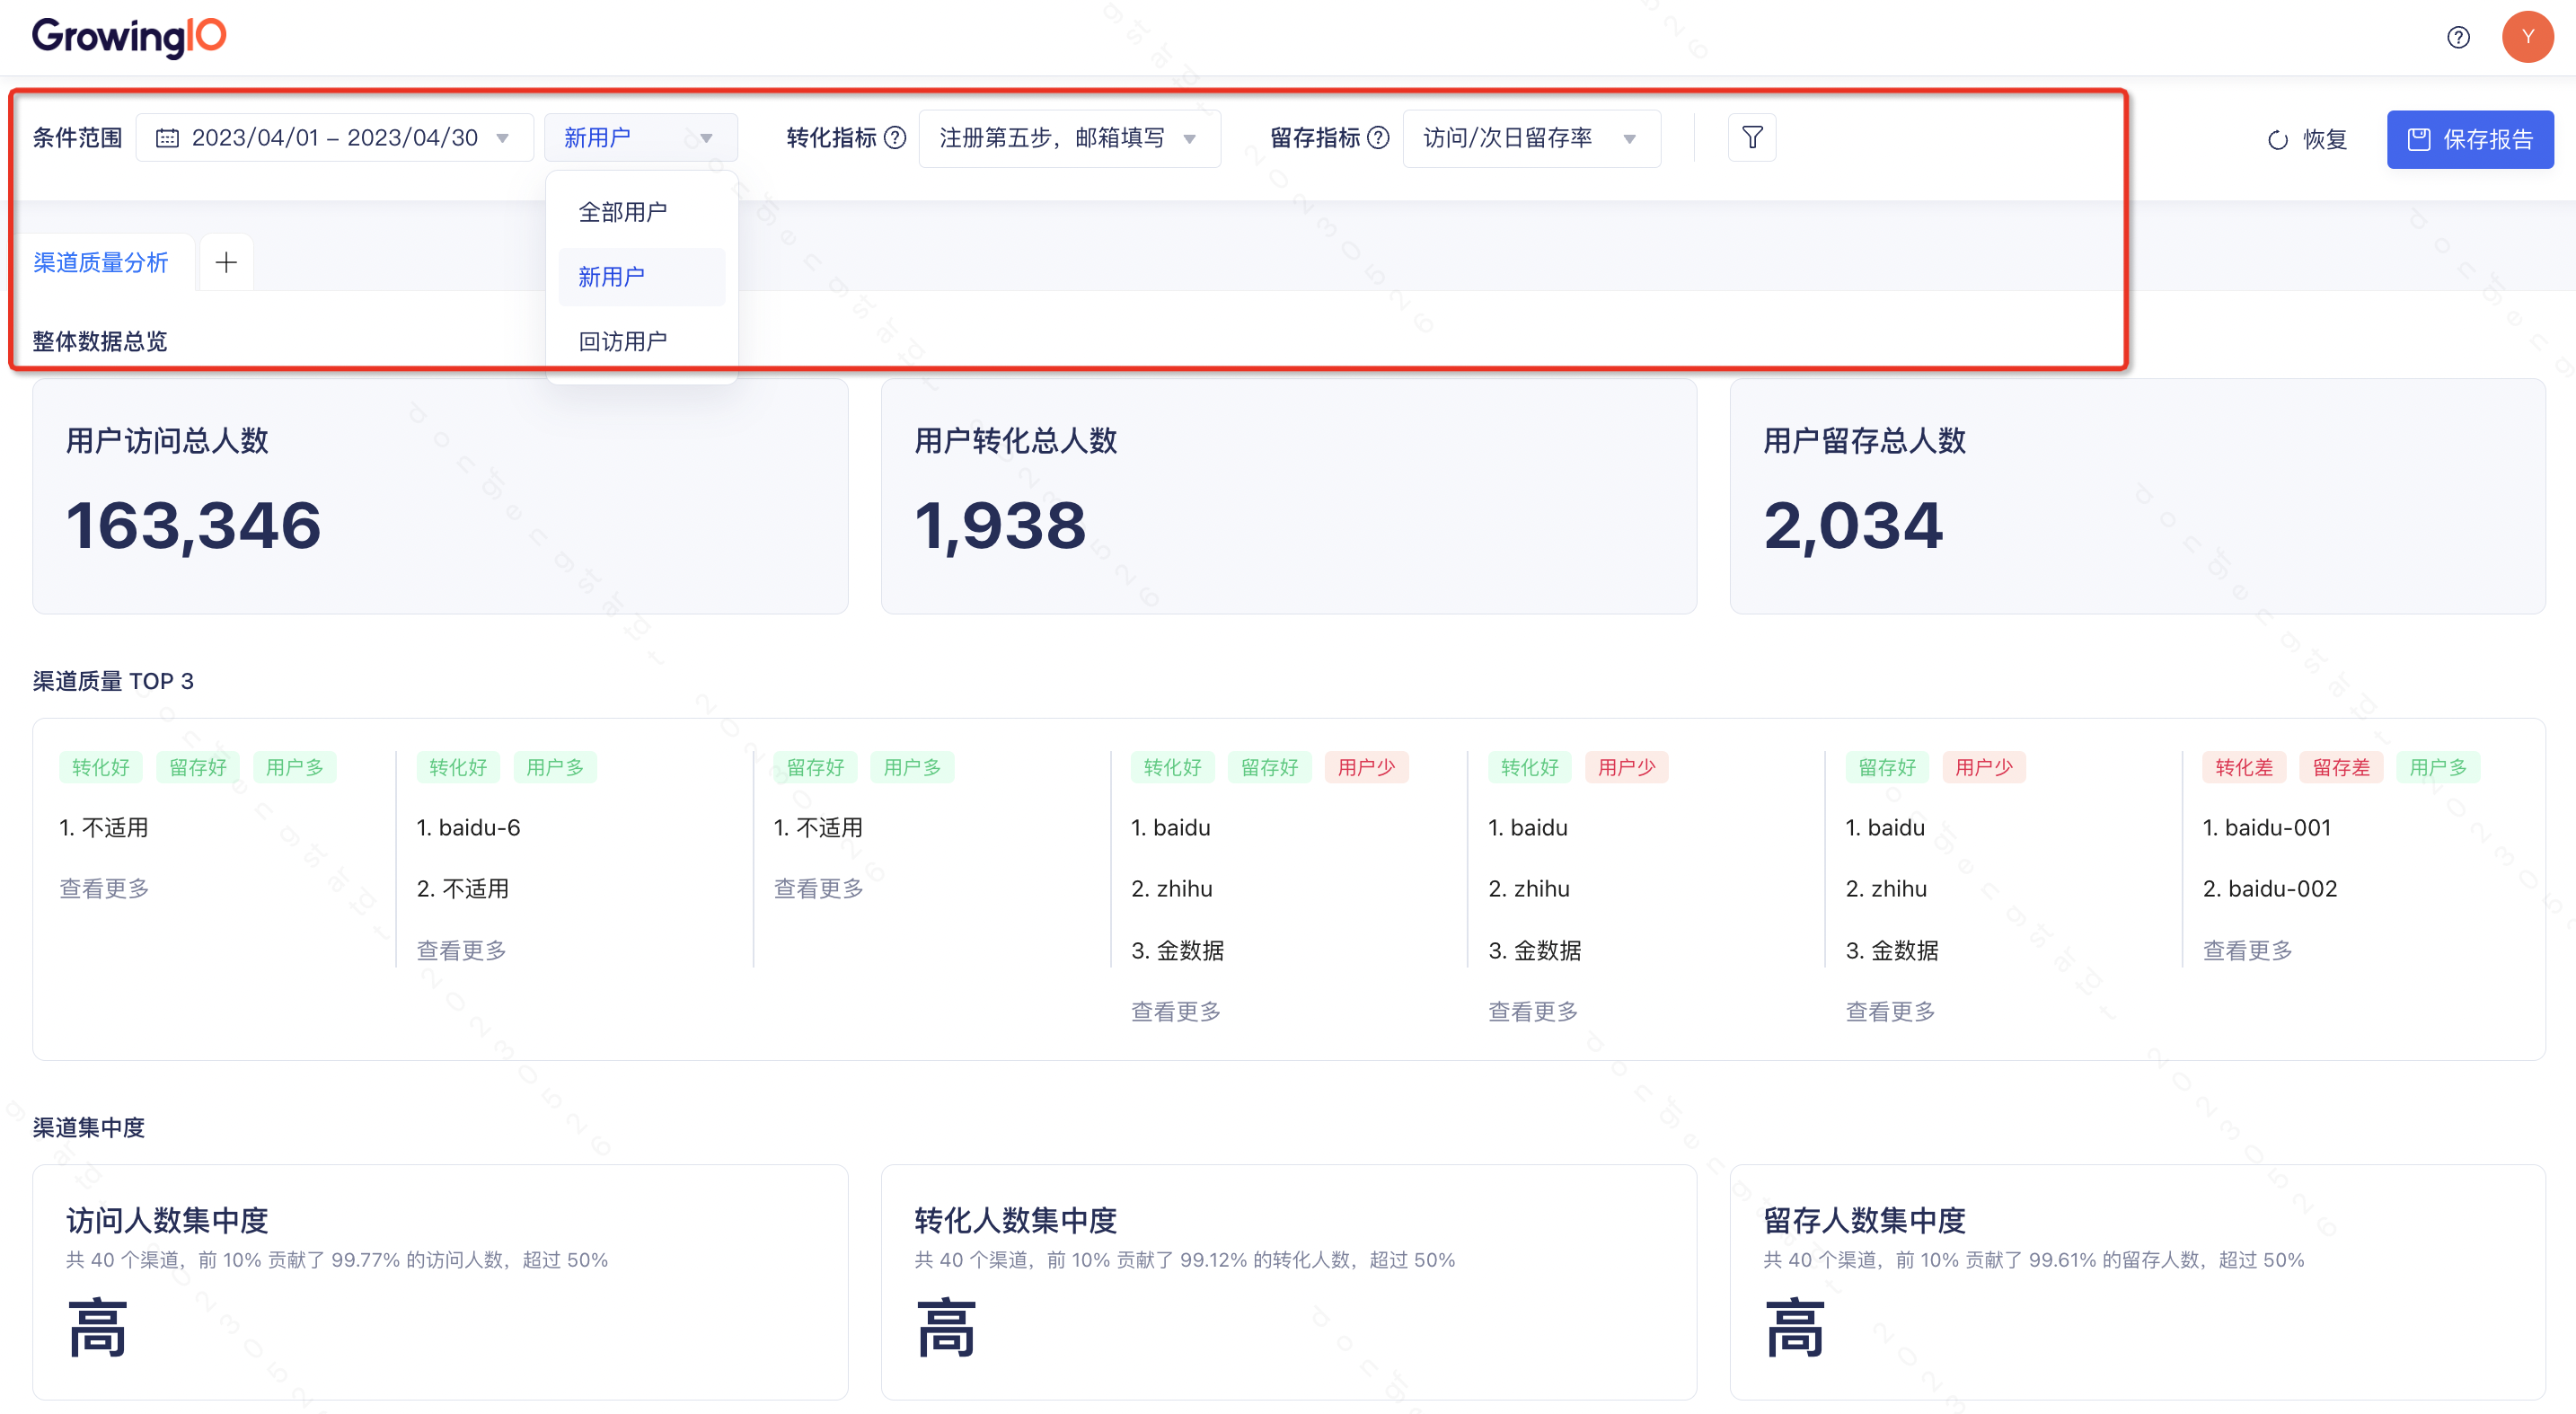 GrowingIO
Y
条件范围 2023/04/01 – 2023/04/30 新用户 转化指标 注册第五步，邮箱填写 留存指标 访问/次日留存率 恢复 保存报告
全部用户
新用户
回访用户
渠道质量分析 +
整体数据总览
用户访问总人数
163,346
用户转化总人数
1,938
用户留存总人数
2,034
渠道质量 TOP 3
转化好 留存好 用户多
1. 不适用
查看更多
转化好 用户多
1. baidu-6
2. 不适用
查看更多
留存好 用户多
1. 不适用
查看更多
转化好 留存好 用户少
1. baidu
2. zhihu
3. 金数据
查看更多
转化好 用户少
1. baidu
2. zhihu
3. 金数据
查看更多
留存好 用户少
1. baidu
2. zhihu
3. 金数据
查看更多
转化差 留存差 用户多
1. baidu-001
2. baidu-002
查看更多
渠道集中度
访问人数集中度
共 40 个渠道，前 10% 贡献了 99.77% 的访问人数，超过 50%
高
转化人数集中度
共 40 个渠道，前 10% 贡献了 99.12% 的转化人数，超过 50%
高
留存人数集中度
共 40 个渠道，前 10% 贡献了 99.61% 的留存人数，超过 50%
高